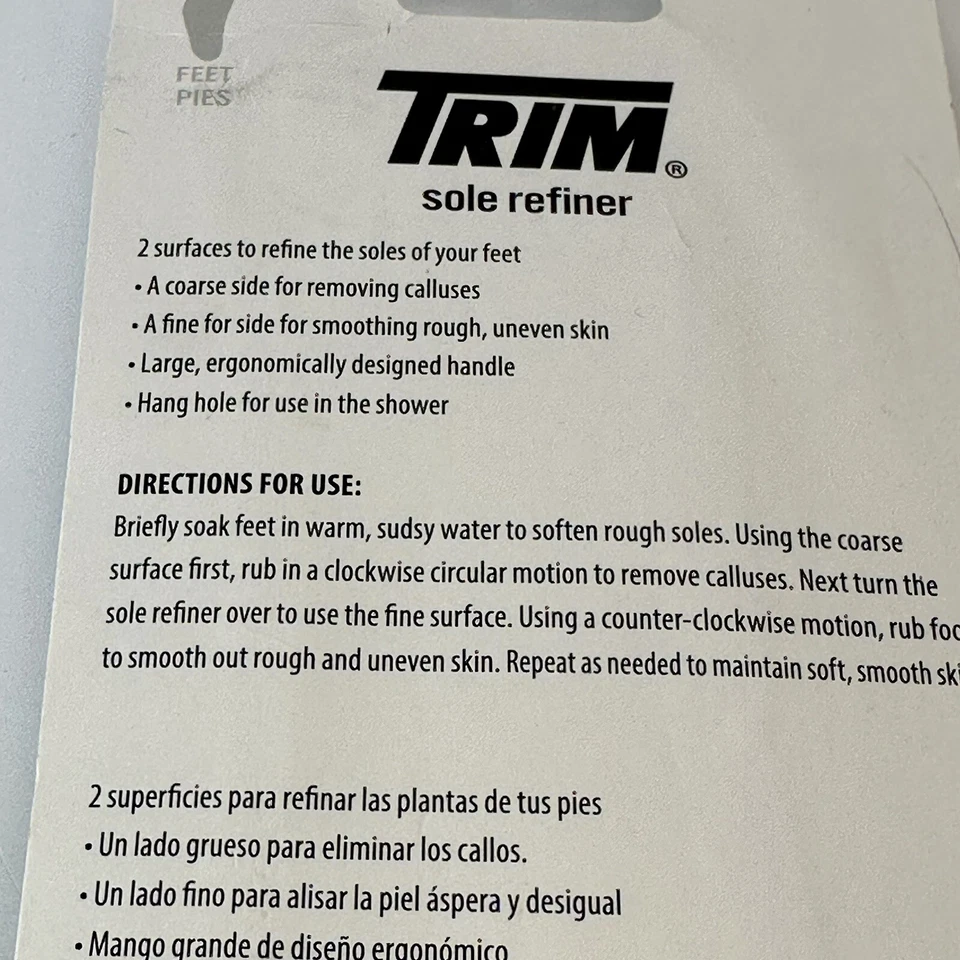 FEET
PIES
TRIM®
sole refiner
2 surfaces to refine the soles of your feet
• A coarse side for removing calluses
• A fine for side for smoothing rough, uneven skin
• Large, ergonomically designed handle
• Hang hole for use in the shower
DIRECTIONS FOR USE:
Briefly soak feet in warm, sudsy water to soften rough soles. Using the coarse
surface first, rub in a clockwise circular motion to remove calluses. Next turn the
sole refiner over to use the fine surface. Using a counter-clockwise motion, rub
to smooth out rough and uneven skin. Repeat as needed to maintain soft, smooth
2 superficies para refinar las plantas de tus pies
• Un lado grueso para eliminar los callos.
• Un lado fino para alisar la piel áspera y desigual
• Mango grande de diseño ergonómico